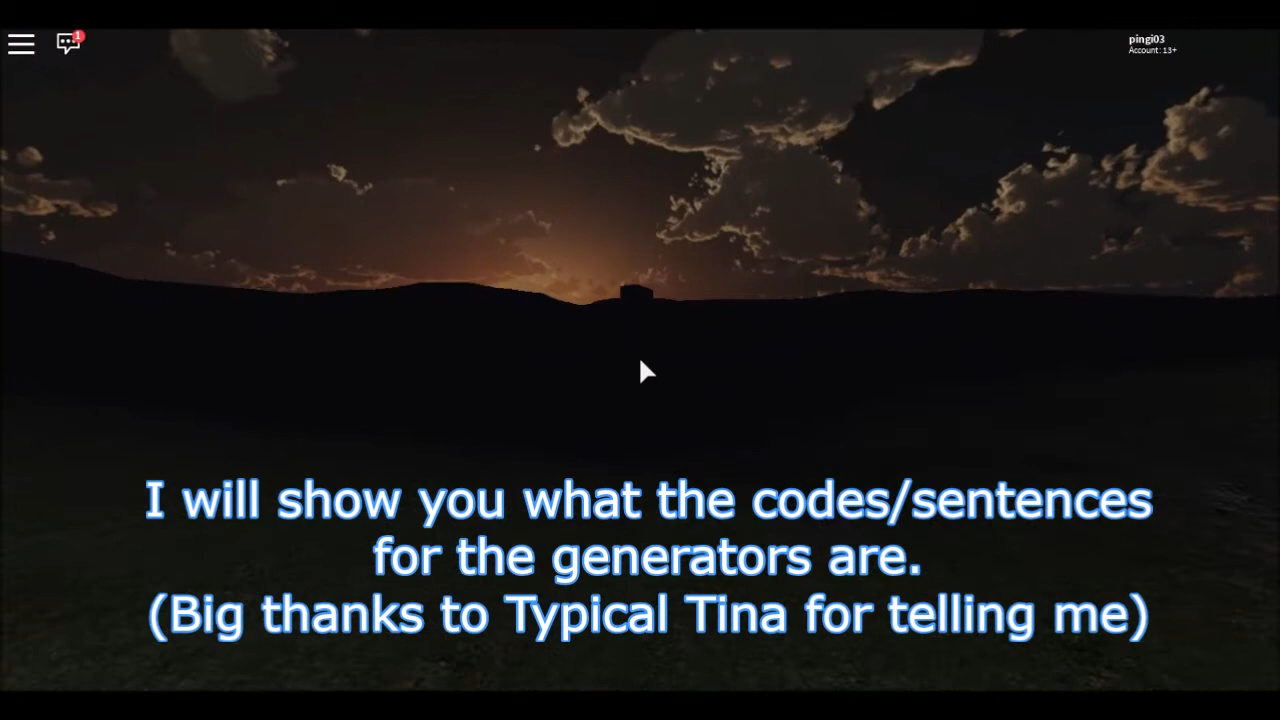 1
pingi03
Account: 13+
I will show you what the codes/sentences
for the generators are.
(Big thanks to Typical Tina for telling me)